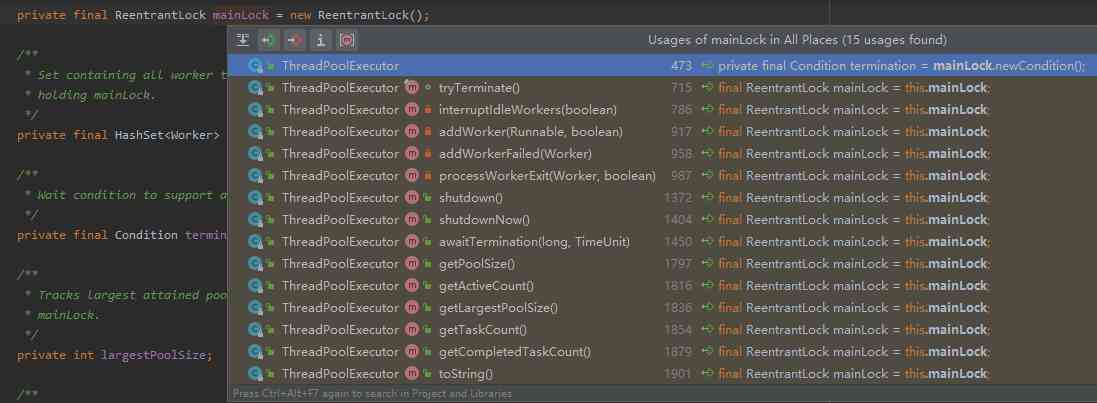 private final ReentrantLock mainLock = new ReentrantLock();
/**
* Set containing all worker t
* holding mainLock.
*/
private final HashSet<Worker>
/**
* Wait condition to support a
*/
private final Condition termin
/**
* Tracks largest attained poo
* mainLock.
*/
private int largestPoolSize;
/**
Usages of mainLock in All Places (15 usages found)
ThreadPoolExecutor 473 private final Condition termination = mainLock.newCondition();
ThreadPoolExecutor tryTerminate() 715 final ReentrantLock mainLock = this.mainLock;
ThreadPoolExecutor interruptIdleWorkers(boolean) 786 final ReentrantLock mainLock = this.mainLock;
ThreadPoolExecutor addWorker(Runnable, boolean) 917 final ReentrantLock mainLock = this.mainLock;
ThreadPoolExecutor addWorkerFailed(Worker) 958 final ReentrantLock mainLock = this.mainLock;
ThreadPoolExecutor processWorkerExit(Worker, boolean) 987 final ReentrantLock mainLock = this.mainLock;
ThreadPoolExecutor shutdown() 1372 final ReentrantLock mainLock = this.mainLock;
ThreadPoolExecutor shutdownNow() 1404 final ReentrantLock mainLock = this.mainLock;
ThreadPoolExecutor awaitTermination(long, TimeUnit) 1450 final ReentrantLock mainLock = this.mainLock;
ThreadPoolExecutor getPoolSize() 1797 final ReentrantLock mainLock = this.mainLock;
ThreadPoolExecutor getActiveCount() 1816 final ReentrantLock mainLock = this.mainLock;
ThreadPoolExecutor getLargestPoolSize() 1836 final ReentrantLock mainLock = this.mainLock;
ThreadPoolExecutor getTaskCount() 1854 final ReentrantLock mainLock = this.mainLock;
ThreadPoolExecutor getCompletedTaskCount() 1879 final ReentrantLock mainLock = this.mainLock;
ThreadPoolExecutor toString() 1901 final ReentrantLock mainLock = this.mainLock;
Press Ctrl+Alt+F7 again to search in Project and Libraries